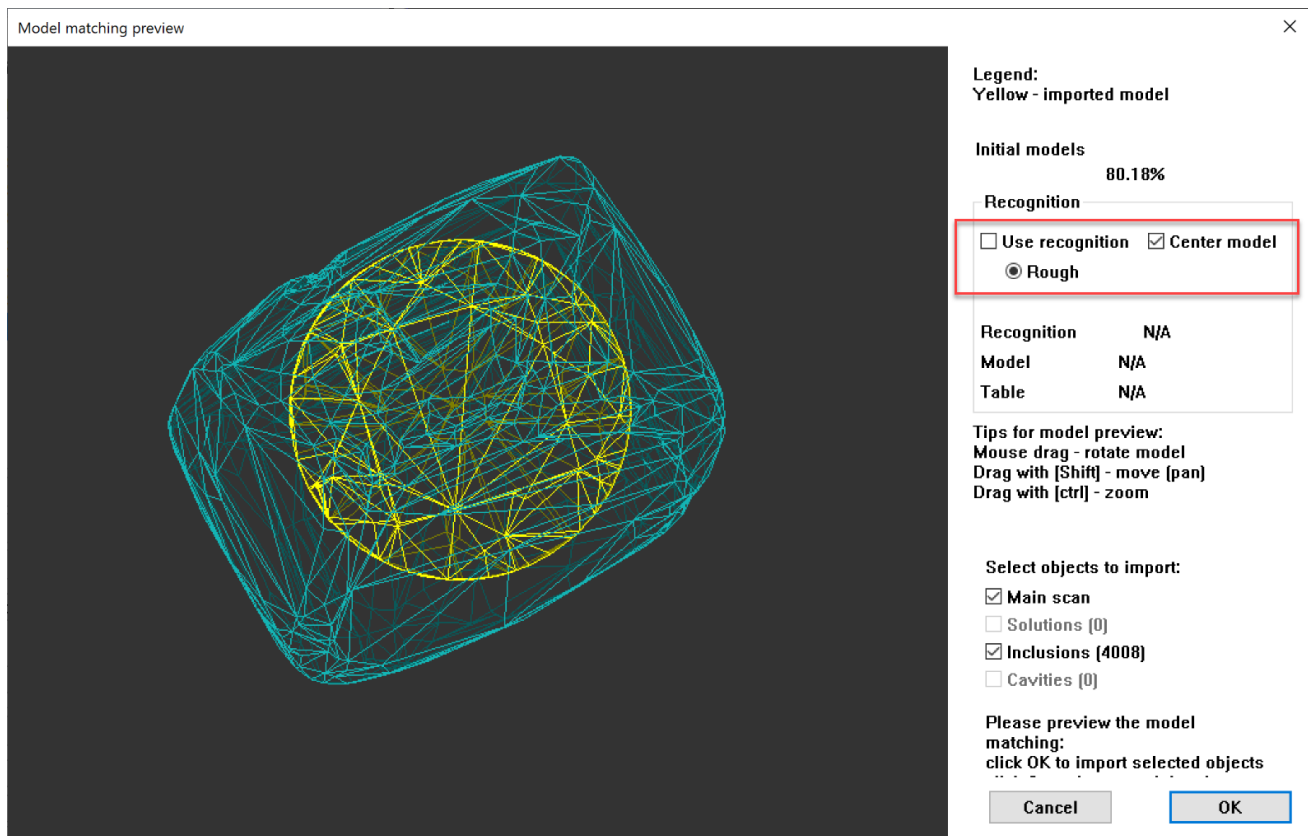 Model matching preview
Legend:
Yellow - imported model
Initial models
80.18%
Recognition
Use recognition Center model
Rough
Recognition N/A
Model N/A
Table N/A
Tips for model preview:
Mouse drag - rotate model
Drag with [Shift] - move (pan)
Drag with [ctrl] - zoom
Select objects to import:
Main scan
Solutions (0)
Inclusions (4008)
Cavities (0)
Please preview the model
matching:
click OK to import selected objects
Cancel OK